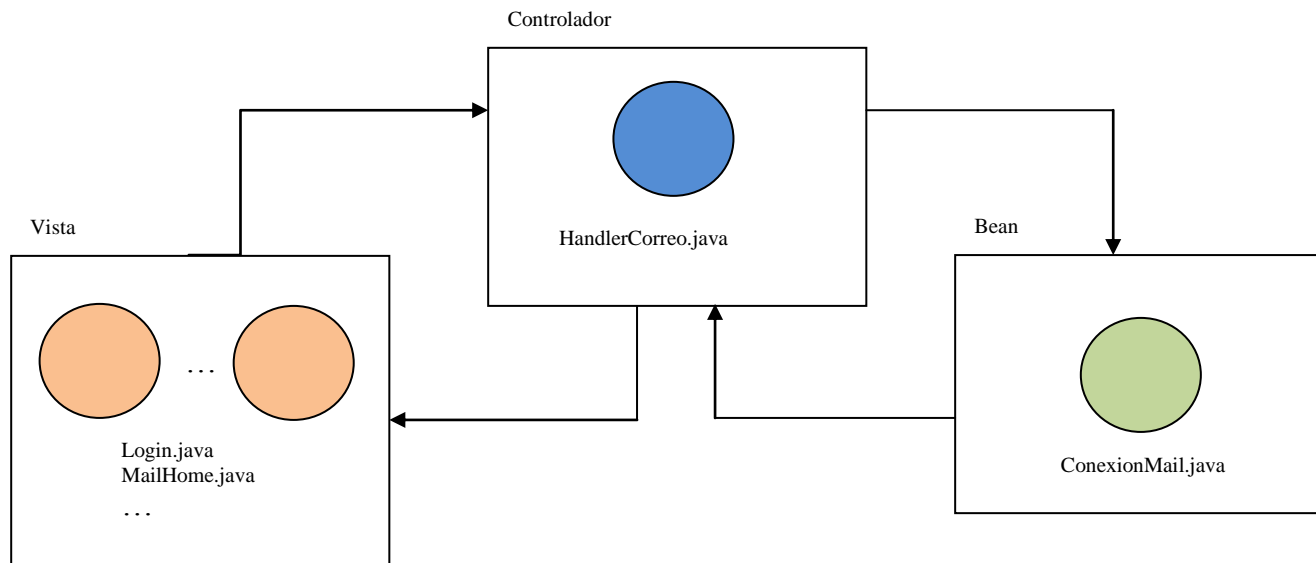 Controlador
HandlerCorreo.java
Vista
...
Login.java
MailHome.java
...
Bean
ConexionMail.java